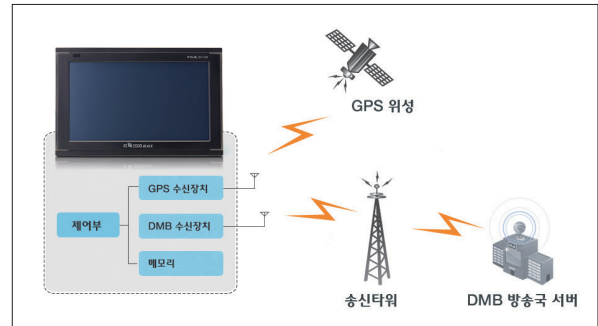 GPS 위성
GPS 수신장치
제어부
DMB 수신장치
메모리
송신타워
DMB 방송국 서버